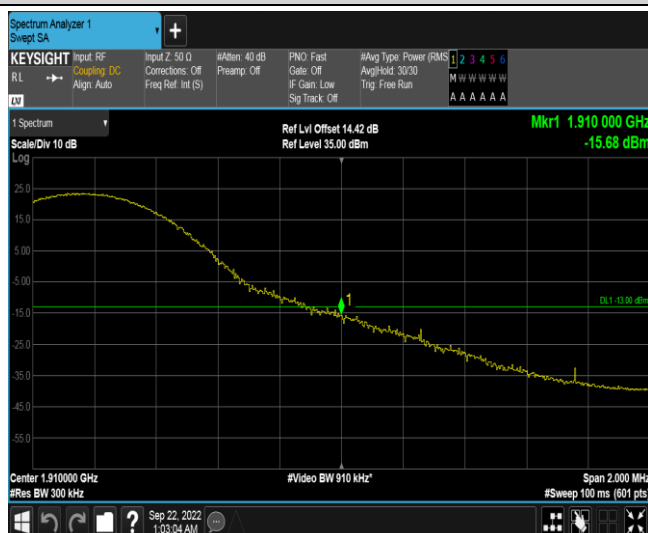 Spectrum Analyzer 1
Swept SA
+
KEYSIGHT
RL
Input: RF
Coupling: DC
Align: Auto
Input Z: 50 Ω
Corrections: Off
Freq Ref: Int (S)
#Atten: 40 dB
Preamp: Off
PNO: Fast
Gate: Off
IF Gain: Low
Sig Track: Off
#Avg Type: Power (RMS
Avg|Hold: 30/30
Trig: Free Run
1 2 3 4 5 6
M W W W W W
A A A A A A
LXI
1 Spectrum
Scale/Div 10 dB
Ref Lvl Offset 14.42 dB
Ref Level 35.00 dBm
Mkr1 1.910 000 GHz
-15.68 dBm
Log
25.0
15.0
5.00
-5.00
-15.0
-25.0
-35.0
-45.0
-55.0
1
DL1 -13.00 dBm
Center 1.910000 GHz
#Res BW 300 kHz
#Video BW 910 kHz*
Span 2.000 MHz
#Sweep 100 ms (601 pts)
?
Sep 22, 2022
1:03:04 AM